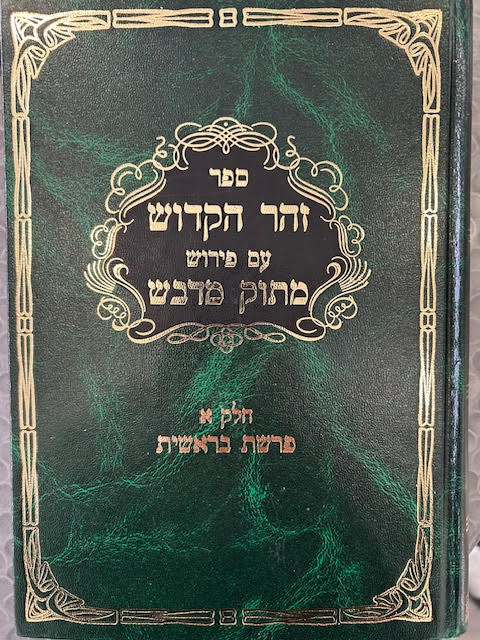 ספר
זהר הקדוש
עם פירוש
מתוק מדבש
חלק א
פרשת בראשית